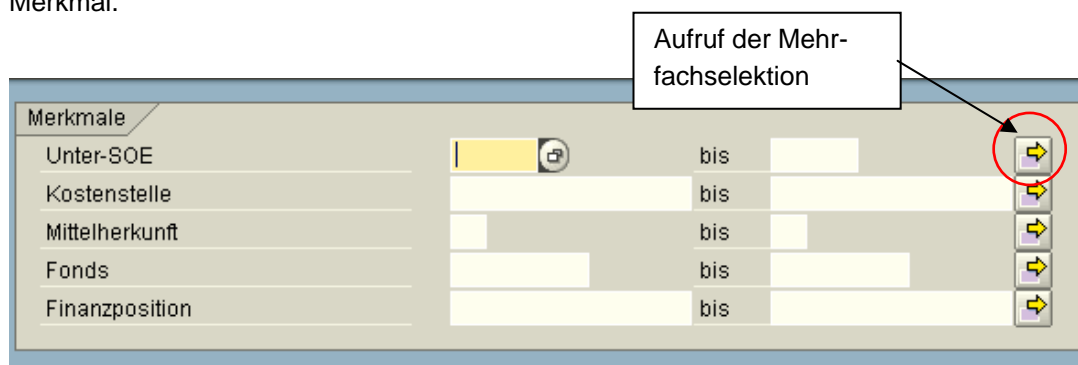 Merkmal.
Aufruf der Mehr-
fachselektion
Merkmale
Unter-SOE bis
Kostenstelle bis
Mittelherkunft bis
Fonds bis
Finanzposition bis